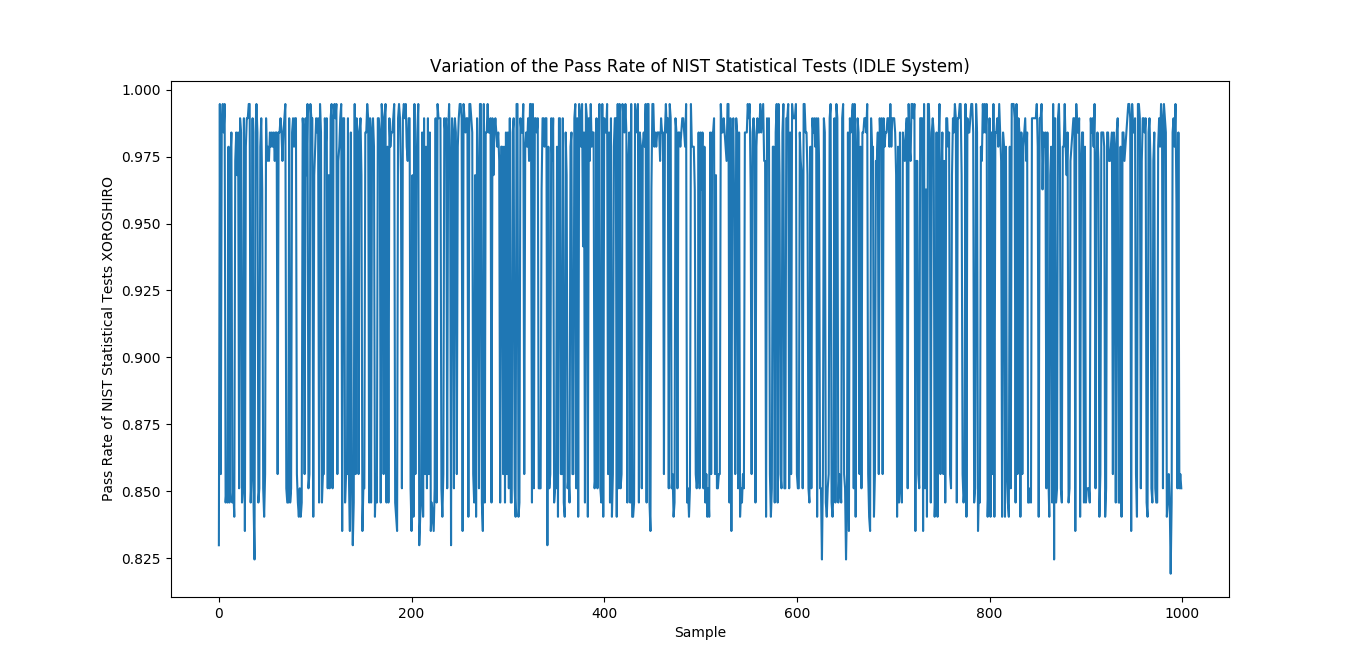 Variation of the Pass Rate of NIST Statistical Tests (IDLE System)
Pass Rate of NIST Statistical Tests XOROSHIRO
1.000
0.975
0.950
0.925
0.900
0.875
0.850
0.825
0 200 400 600 800 1000
Sample